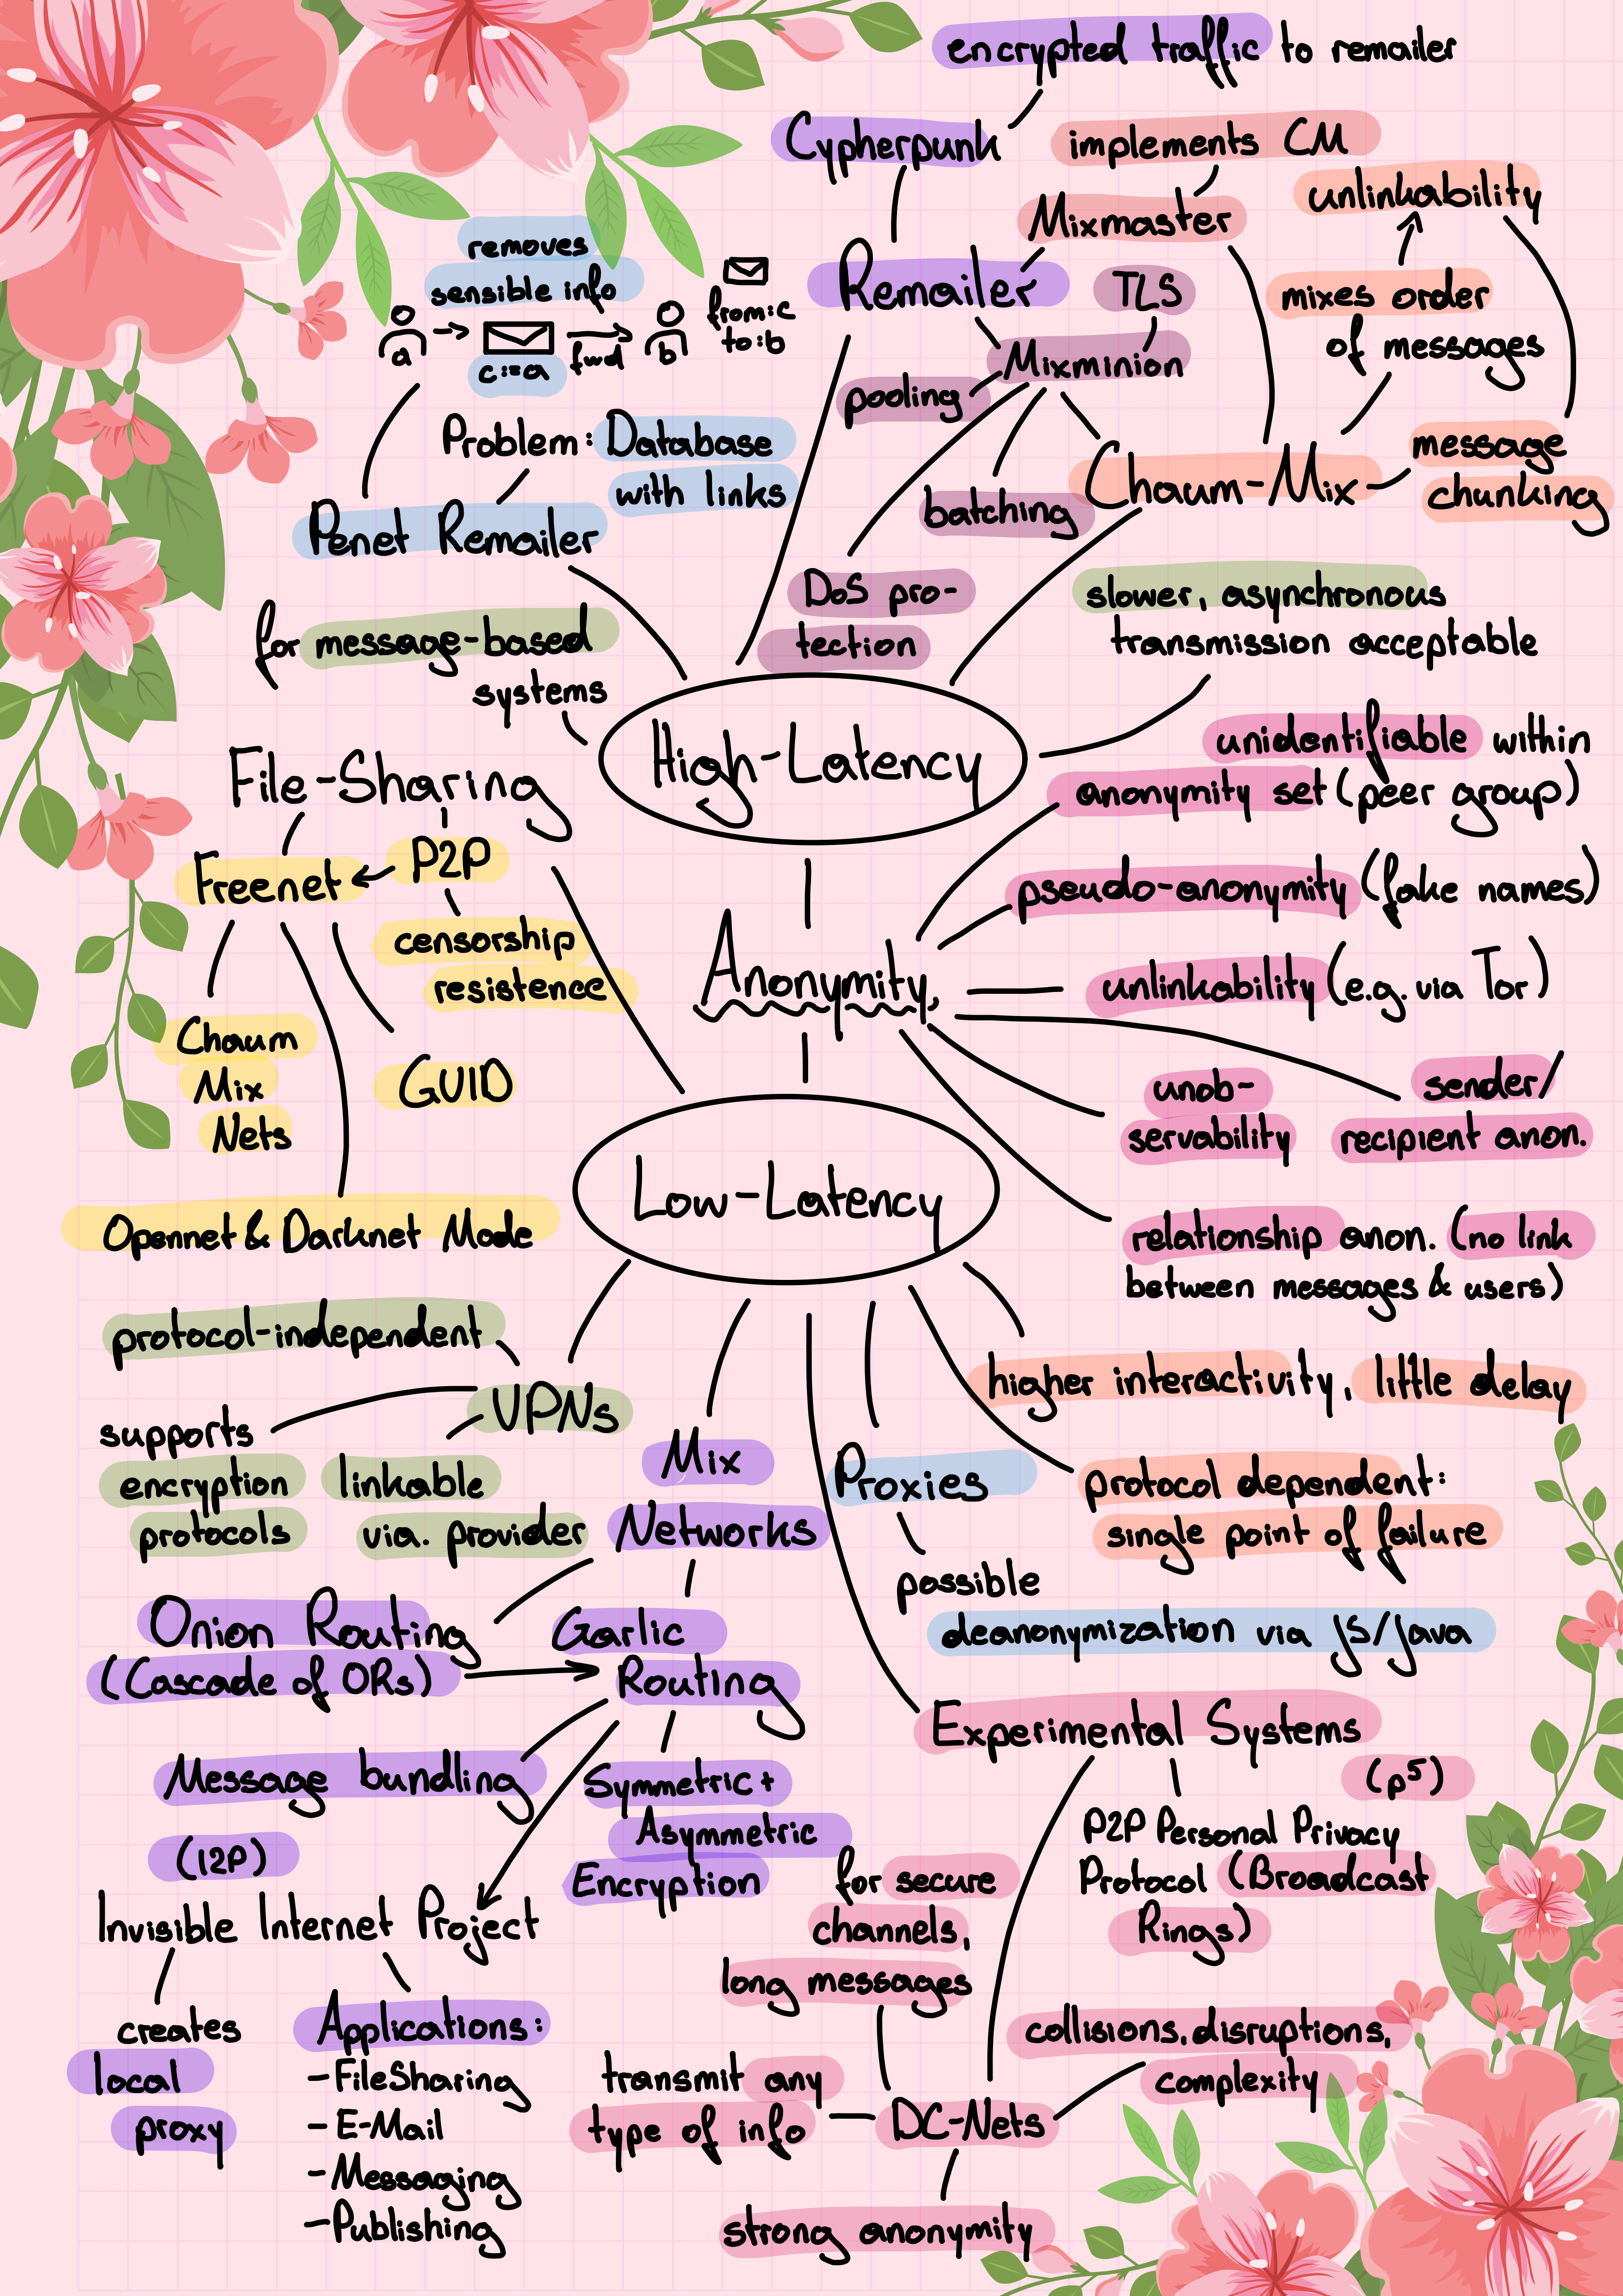 encrypted traffic to remailer
Cypherpunk
implements CM
Mixmaster
unlinkability
removes
sensible info
a
c:=a
fwd
b
from:c
to:b
Remailer
TLS
mixes order
of messages
Mixminion
pooling
Problem: Database
with links
Penet Remailer
batching
Chaum-Mix
message
chunking
DoS pro-
tection
slower, asynchronous
transmission acceptable
for message-based
systems
High-Latency
unidentifiable within
anonymity set (peer group)
File-Sharing
Freenet
P2P
censorship
resistence
pseudo-anonymity (fake names)
Anonymity
unlinkability (e.g. via Tor)
Chaum
Mix
Nets
GUID
unob-
servability
sender/
recipient anon.
Low-Latency
Opennet & Darknet Mode
relationship anon. (no link
between messages & users)
protocol-independent
VPNs
supports
encryption
protocols
linkable
via. provider
Mix
Networks
Proxies
higher interactivity, little delay
protocol dependent:
single point of failure
possible
deanonymization via JS/Java
Onion Routing
(Cascade of ORs)
Garlic
Routing
Experimental Systems
(P⁵)
P2P Personal Privacy
Protocol (Broadcast
Rings)
Message bundling
Symmetric+
Asymmetric
Encryption
(I2P)
Invisible Internet Project
for secure
channels,
long messages
creates
local
proxy
Applications:
-FileSharing
- E-Mail
-Messaging
-Publishing
transmit any
type of info
DC-Nets
collisions, disruptions,
complexity
strong anonymity